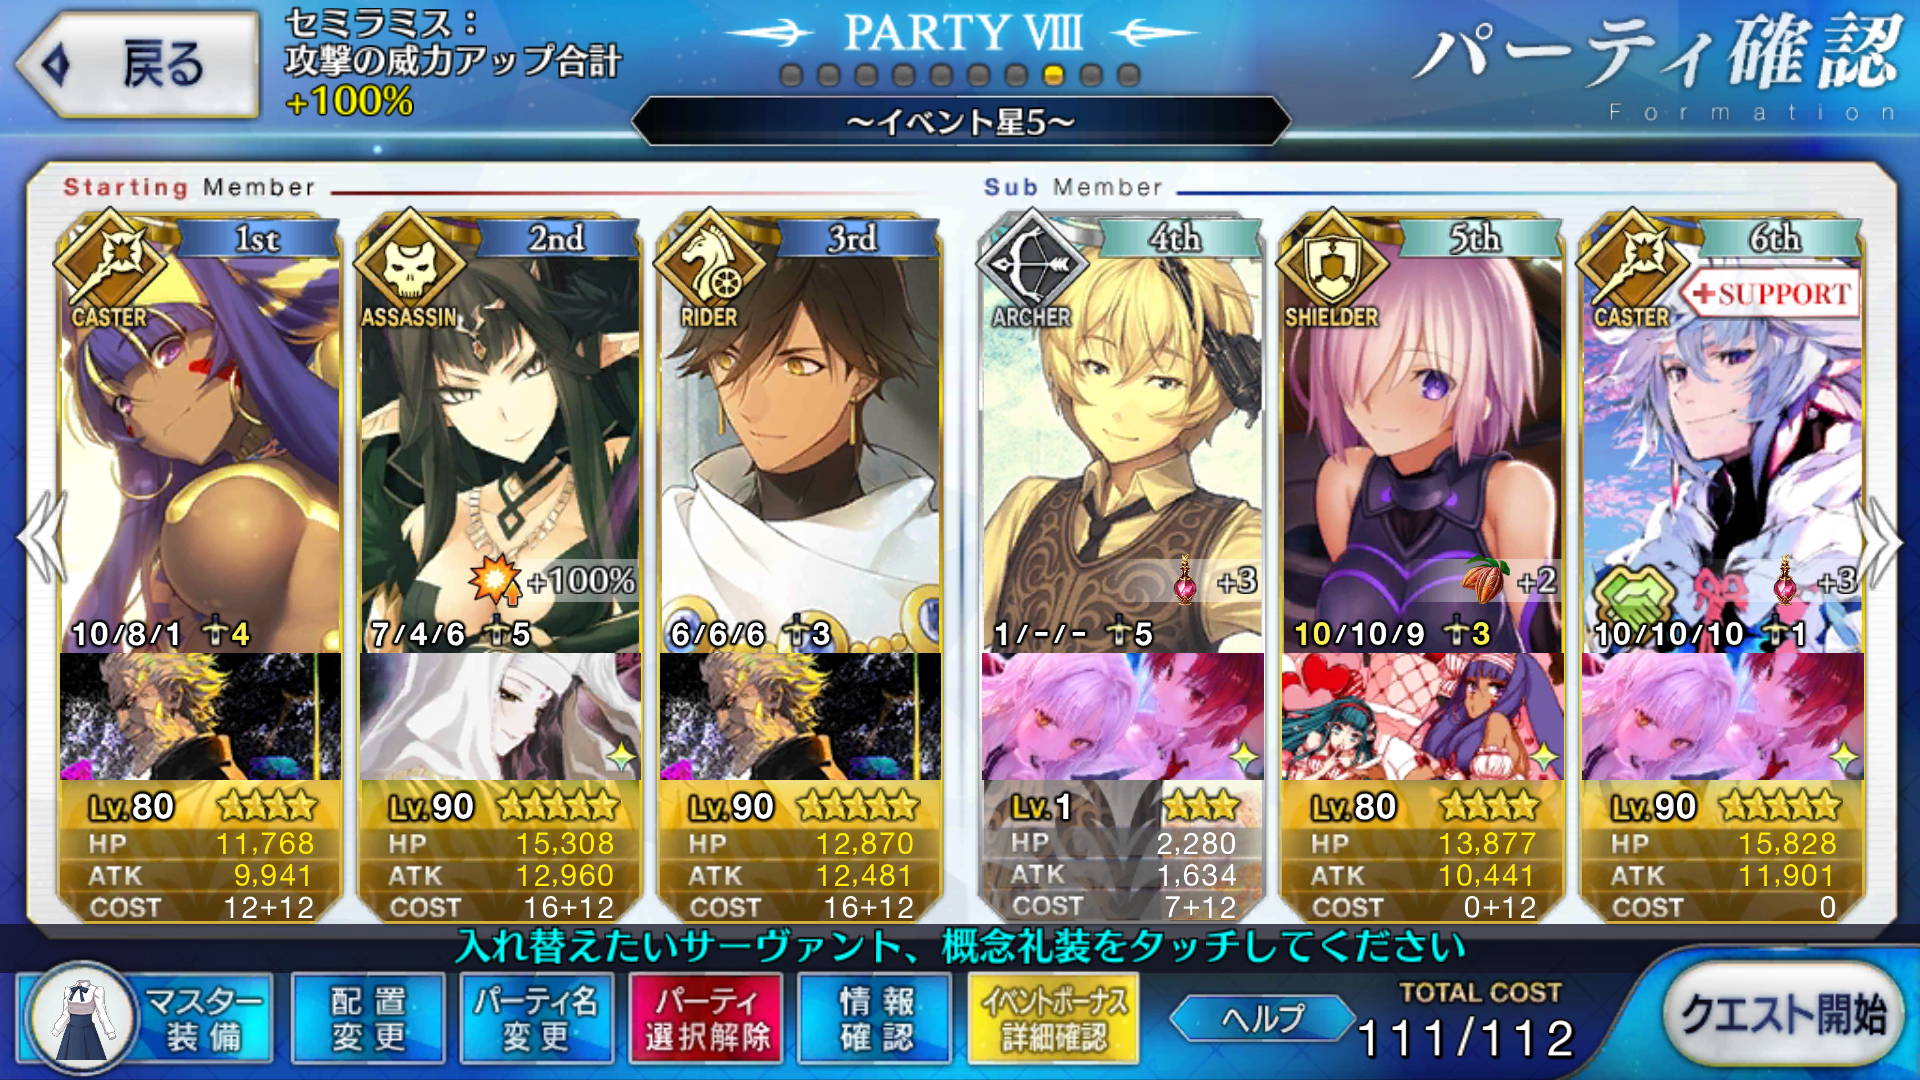 戻る
セミラミス：
攻撃の威力アップ合計
+100%
PARTY Ⅷ
～イベント星5～
パーティ確認
Formation
Starting Member
Sub Member
1st
CASTER
10/8/1 4
Lv.80
HP 11,768
ATK 9,941
COST 12+12
2nd
ASSASSIN
+100%
7/4/6 5
Lv.90
HP 15,308
ATK 12,960
COST 16+12
3rd
RIDER
6/6/6 3
Lv.90
HP 12,870
ATK 12,481
COST 16+12
4th
ARCHER
+3
1/-/- 5
Lv.1
HP 2,280
ATK 1,634
COST 7+12
5th
SHIELDER
+2
10/10/9 3
Lv.80
HP 13,877
ATK 10,441
COST 0+12
6th
+SUPPORT
CASTER
+3
10/10/10 1
Lv.90
HP 15,828
ATK 11,901
COST 0
入れ替えたいサーヴァント、概念礼装をタッチしてください
マスター
装備
配置
変更
パーティ名
変更
パーティ
選択解除
情報
確認
イベントボーナス
詳細確認
ヘルプ
TOTAL COST
111/112
クエスト開始